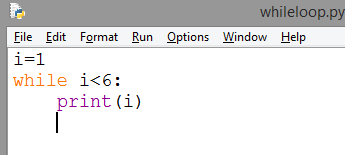 whileloop.py
File Edit Format Run Options Window Help
i=1
while i<6:
    print(i)